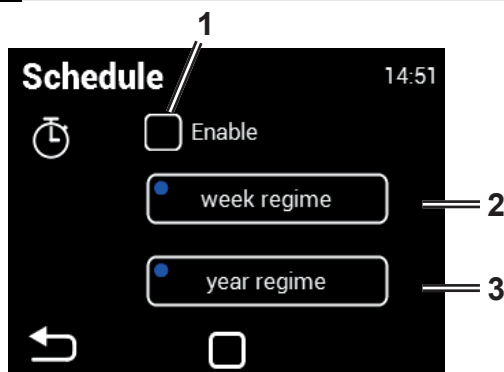 1
Schedule 14:51
Enable
week regime
2
year regime
3